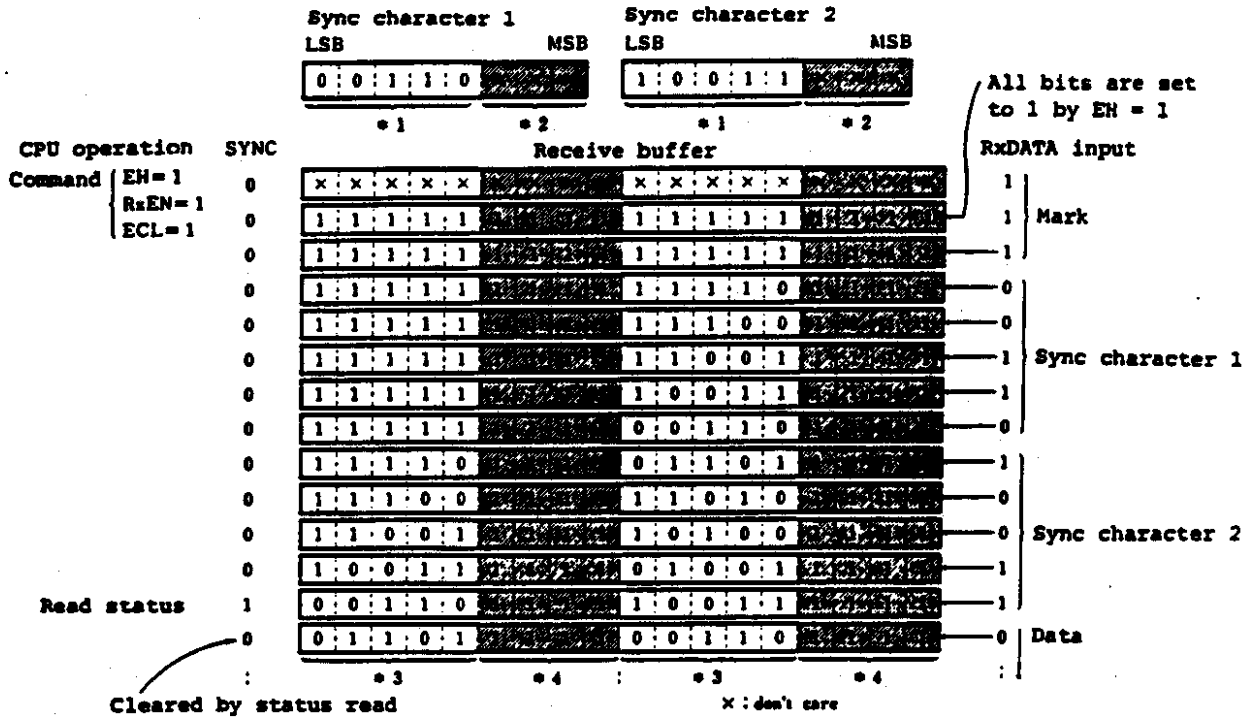 Sync character 1 Sync character 2
LSB MSB LSB MSB
0 0 1 1 0 1 0 0 1 1
All bits are set
to 1 by EH = 1
*1 *2 *1 *2
CPU operation SYNC Receive buffer RxDATA input
Command EH=1 0 × × × × × × × × × × 1
RxEN=1 0 1 1 1 1 1 1 1 1 1 1 1 Mark
ECL=1 0 1 1 1 1 1 1 1 1 1 1 1
0 1 1 1 1 1 1 1 1 1 0 0
0 1 1 1 1 1 1 1 1 0 0 0
0 1 1 1 1 1 1 1 0 0 1 1 Sync character 1
0 1 1 1 1 1 1 0 0 1 1 1
0 1 1 1 1 1 0 0 1 1 0 0
0 1 1 1 1 0 0 1 1 0 1 1
0 1 1 1 0 0 1 1 0 1 0 0
0 1 1 0 0 1 1 0 1 0 0 0 Sync character 2
0 1 0 0 1 1 0 1 0 0 1 1
Read status 1 0 0 1 1 0 1 0 0 1 1 1
0 0 1 1 0 1 0 0 1 1 0 0 Data
: *3 *4 : *3 *4 :
Cleared by status read × : don't care